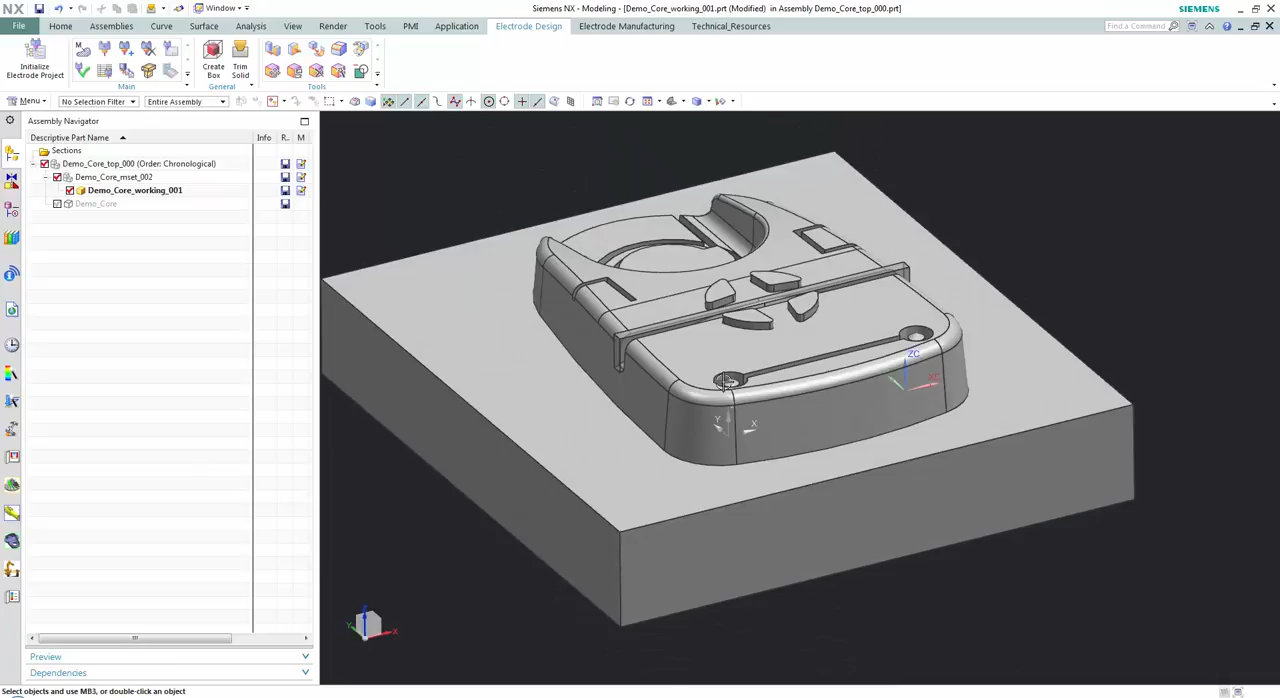 NX
Window
Siemens NX - Modeling - [Demo_Core_working_001.prt (Modified) in Assembly Demo_Core_top_000.prt]
SIEMENS
File Home Assemblies Curve Surface Analysis View Render Tools PMI Application Electrode Design Electrode Manufacturing Technical_Resources
Find a Command
Initialize Electrode Project
Create Box
Trim Solid
Main General Tools
Menu No Selection Filter Entire Assembly
Assembly Navigator
Descriptive Part Name Info R.. M
Sections
Demo_Core_top_000 (Order: Chronological)
Demo_Core_mset_002
Demo_Core_working_001
Demo_Core
ZC
XC
Y X
Y X
Preview
Dependencies
Select objects and use MB3, or double-click an object